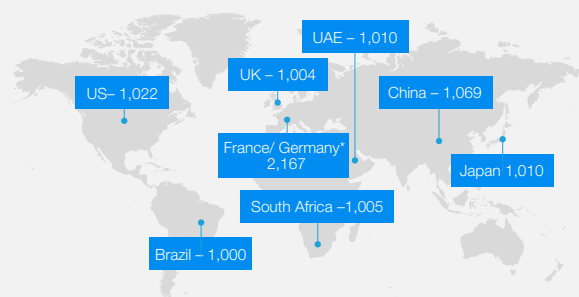 UAE – 1,010
UK – 1,004
US– 1,022
China – 1,069
France/ Germany*
2,167
Japan 1,010
South Africa –1,005
Brazil – 1,000